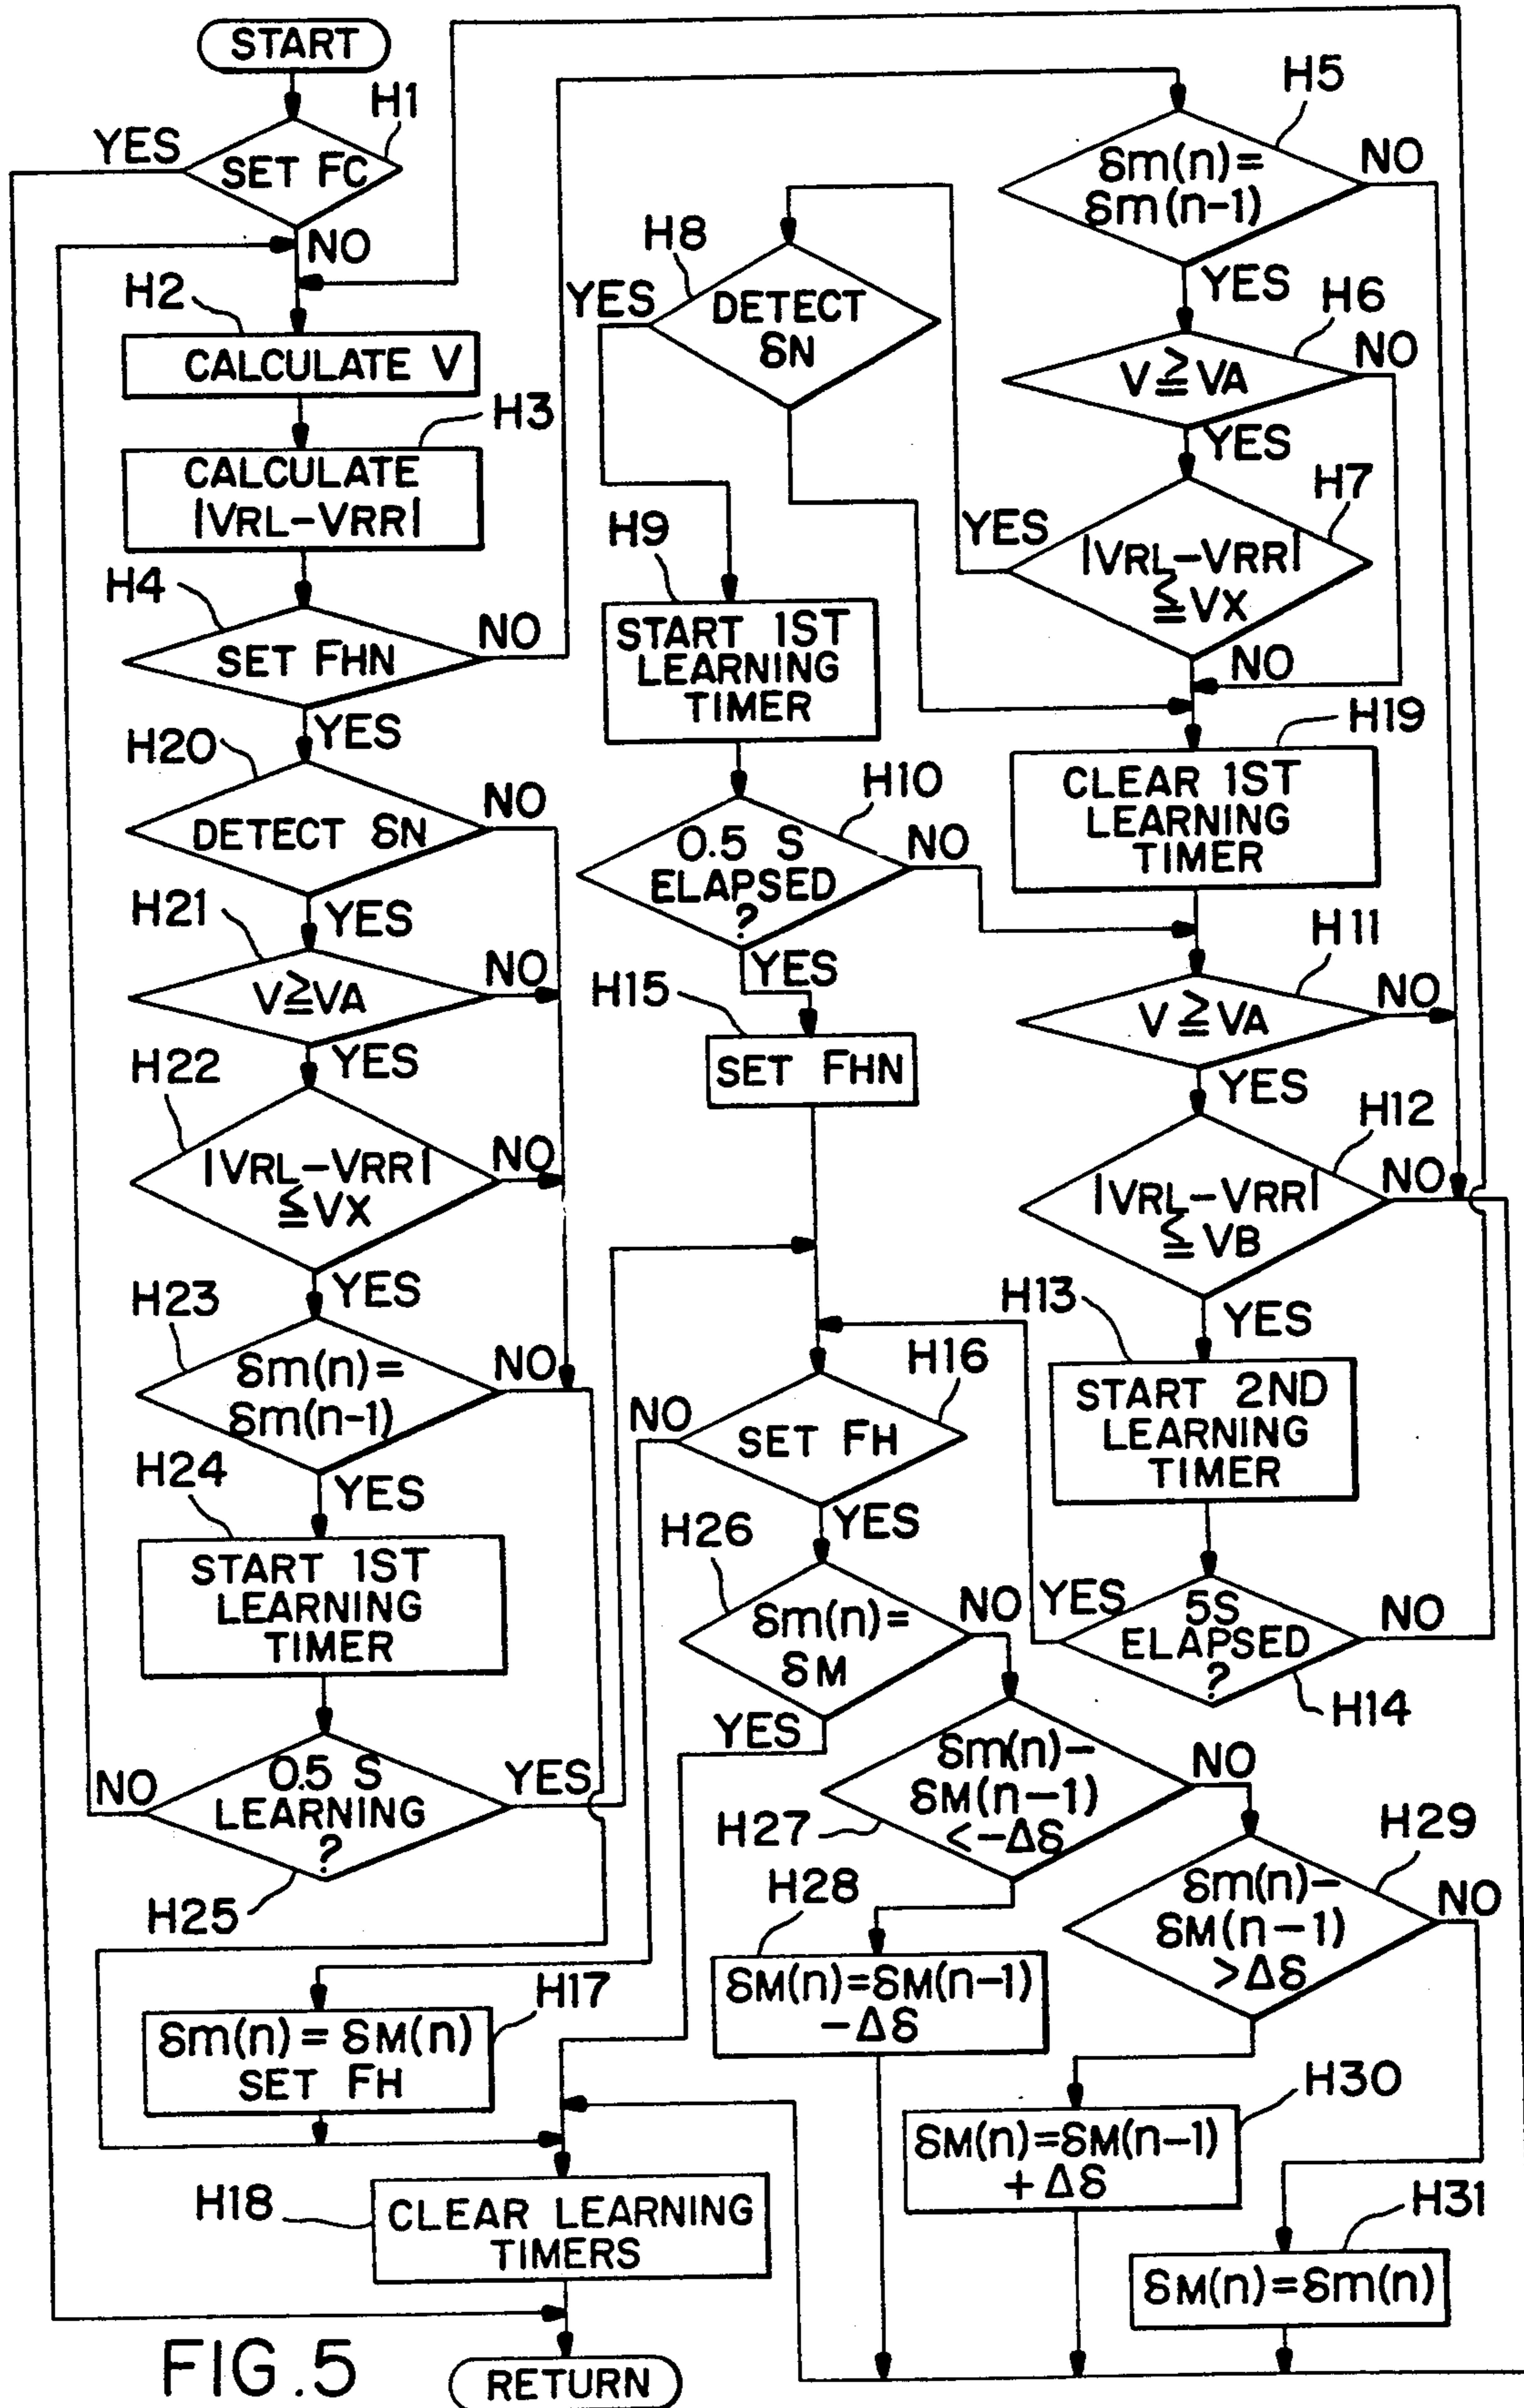 START
H1
YES
SET FC
NO
H2
CALCULATE V
H3
CALCULATE
|VRL-VRR|
H4
SET FHN
NO
YES
H20
DETECT δN
NO
YES
H21
V≧VA
NO
YES
H22
|VRL-VRR|
≦VX
NO
YES
H23
δm(n)=
δm(n-1)
NO
YES
H24
START 1ST
LEARNING
TIMER
NO
0.5 S
LEARNING
?
YES
H25
δm(n)=δM(n)
SET FH
H17
H18
CLEAR LEARNING
TIMERS
RETURN
H8
YES
DETECT
δN
H9
START 1ST
LEARNING
TIMER
H10
0.5 S
ELAPSED
?
NO
YES
H15
SET FHN
H16
NO
SET FH
YES
H26
δm(n)=
δM
NO
YES
H27
δm(n)-
δM(n-1)
<-Δδ
NO
H28
δM(n)=δM(n-1)
-Δδ
H5
δm(n)=
δm(n-1)
NO
YES
H6
V≧VA
NO
YES
H7
YES
|VRL-VRR|
≦VX
NO
H19
CLEAR 1ST
LEARNING
TIMER
H11
V≧VA
NO
YES
H12
|VRL-VRR|
≦VB
NO
YES
H13
START 2ND
LEARNING
TIMER
YES
5S
ELAPSED
?
NO
H14
H29
δm(n)-
δM(n-1)
>Δδ
NO
H30
δM(n)=δM(n-1)
+Δδ
H31
δM(n)=δm(n)
FIG.5